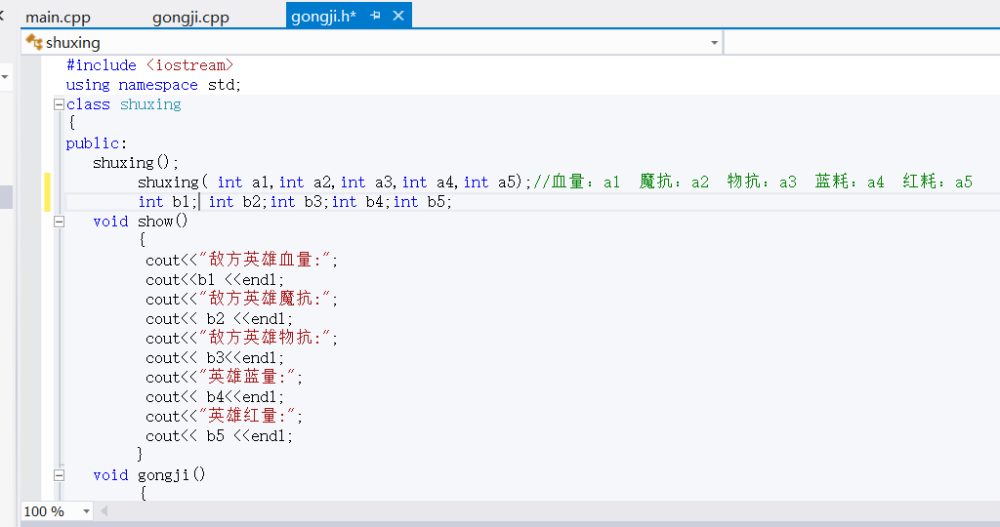 main.cpp gongji.cpp gongji.h*
shuxing
#include <iostream>
using namespace std;
class shuxing
{
public:
shuxing();
shuxing( int a1,int a2,int a3,int a4,int a5);//血量：a1 魔抗：a2 物抗：a3 蓝耗：a4 红耗：a5
int b1; int b2;int b3;int b4;int b5;
void show()
{
cout<<"敌方英雄血量:";
cout<<b1 <<endl;
cout<<"敌方英雄魔抗:";
cout<< b2 <<endl;
cout<<"敌方英雄物抗:";
cout<< b3<<endl;
cout<<"英雄蓝量:";
cout<< b4<<endl;
cout<<"英雄红量:";
cout<< b5 <<endl;
}
void gongji()
{
100 %